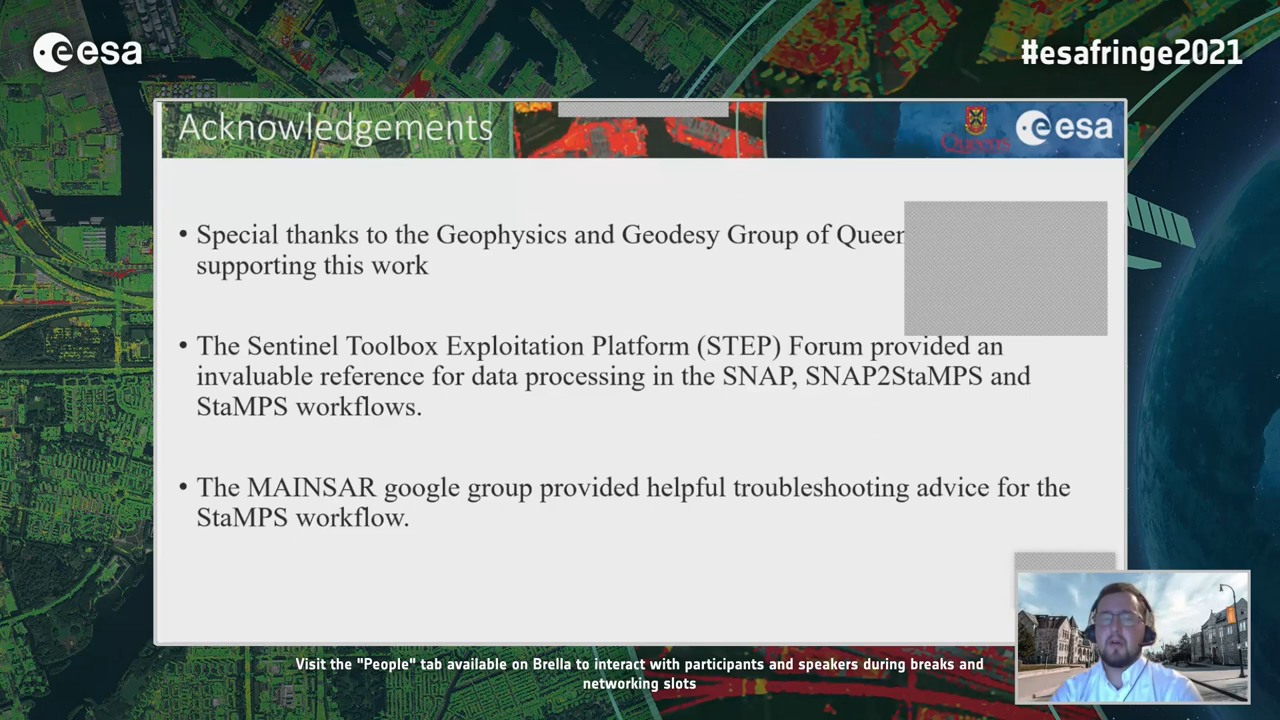 esa
#esafringe2021
Acknowledgements
QUEEN'S
esa
• Special thanks to the Geophysics and Geodesy Group of
supporting this work
• The Sentinel Toolbox Exploitation Platform (STEP) Forum provided an
invaluable reference for data processing in the SNAP, SNAP2StaMPS and
StaMPS workflows.
• The MAINSAR google group provided helpful troubleshooting advice for the
StaMPS workflow.
Visit the "People" tab available on Brella to interact with participants and speakers during breaks and
networking slots